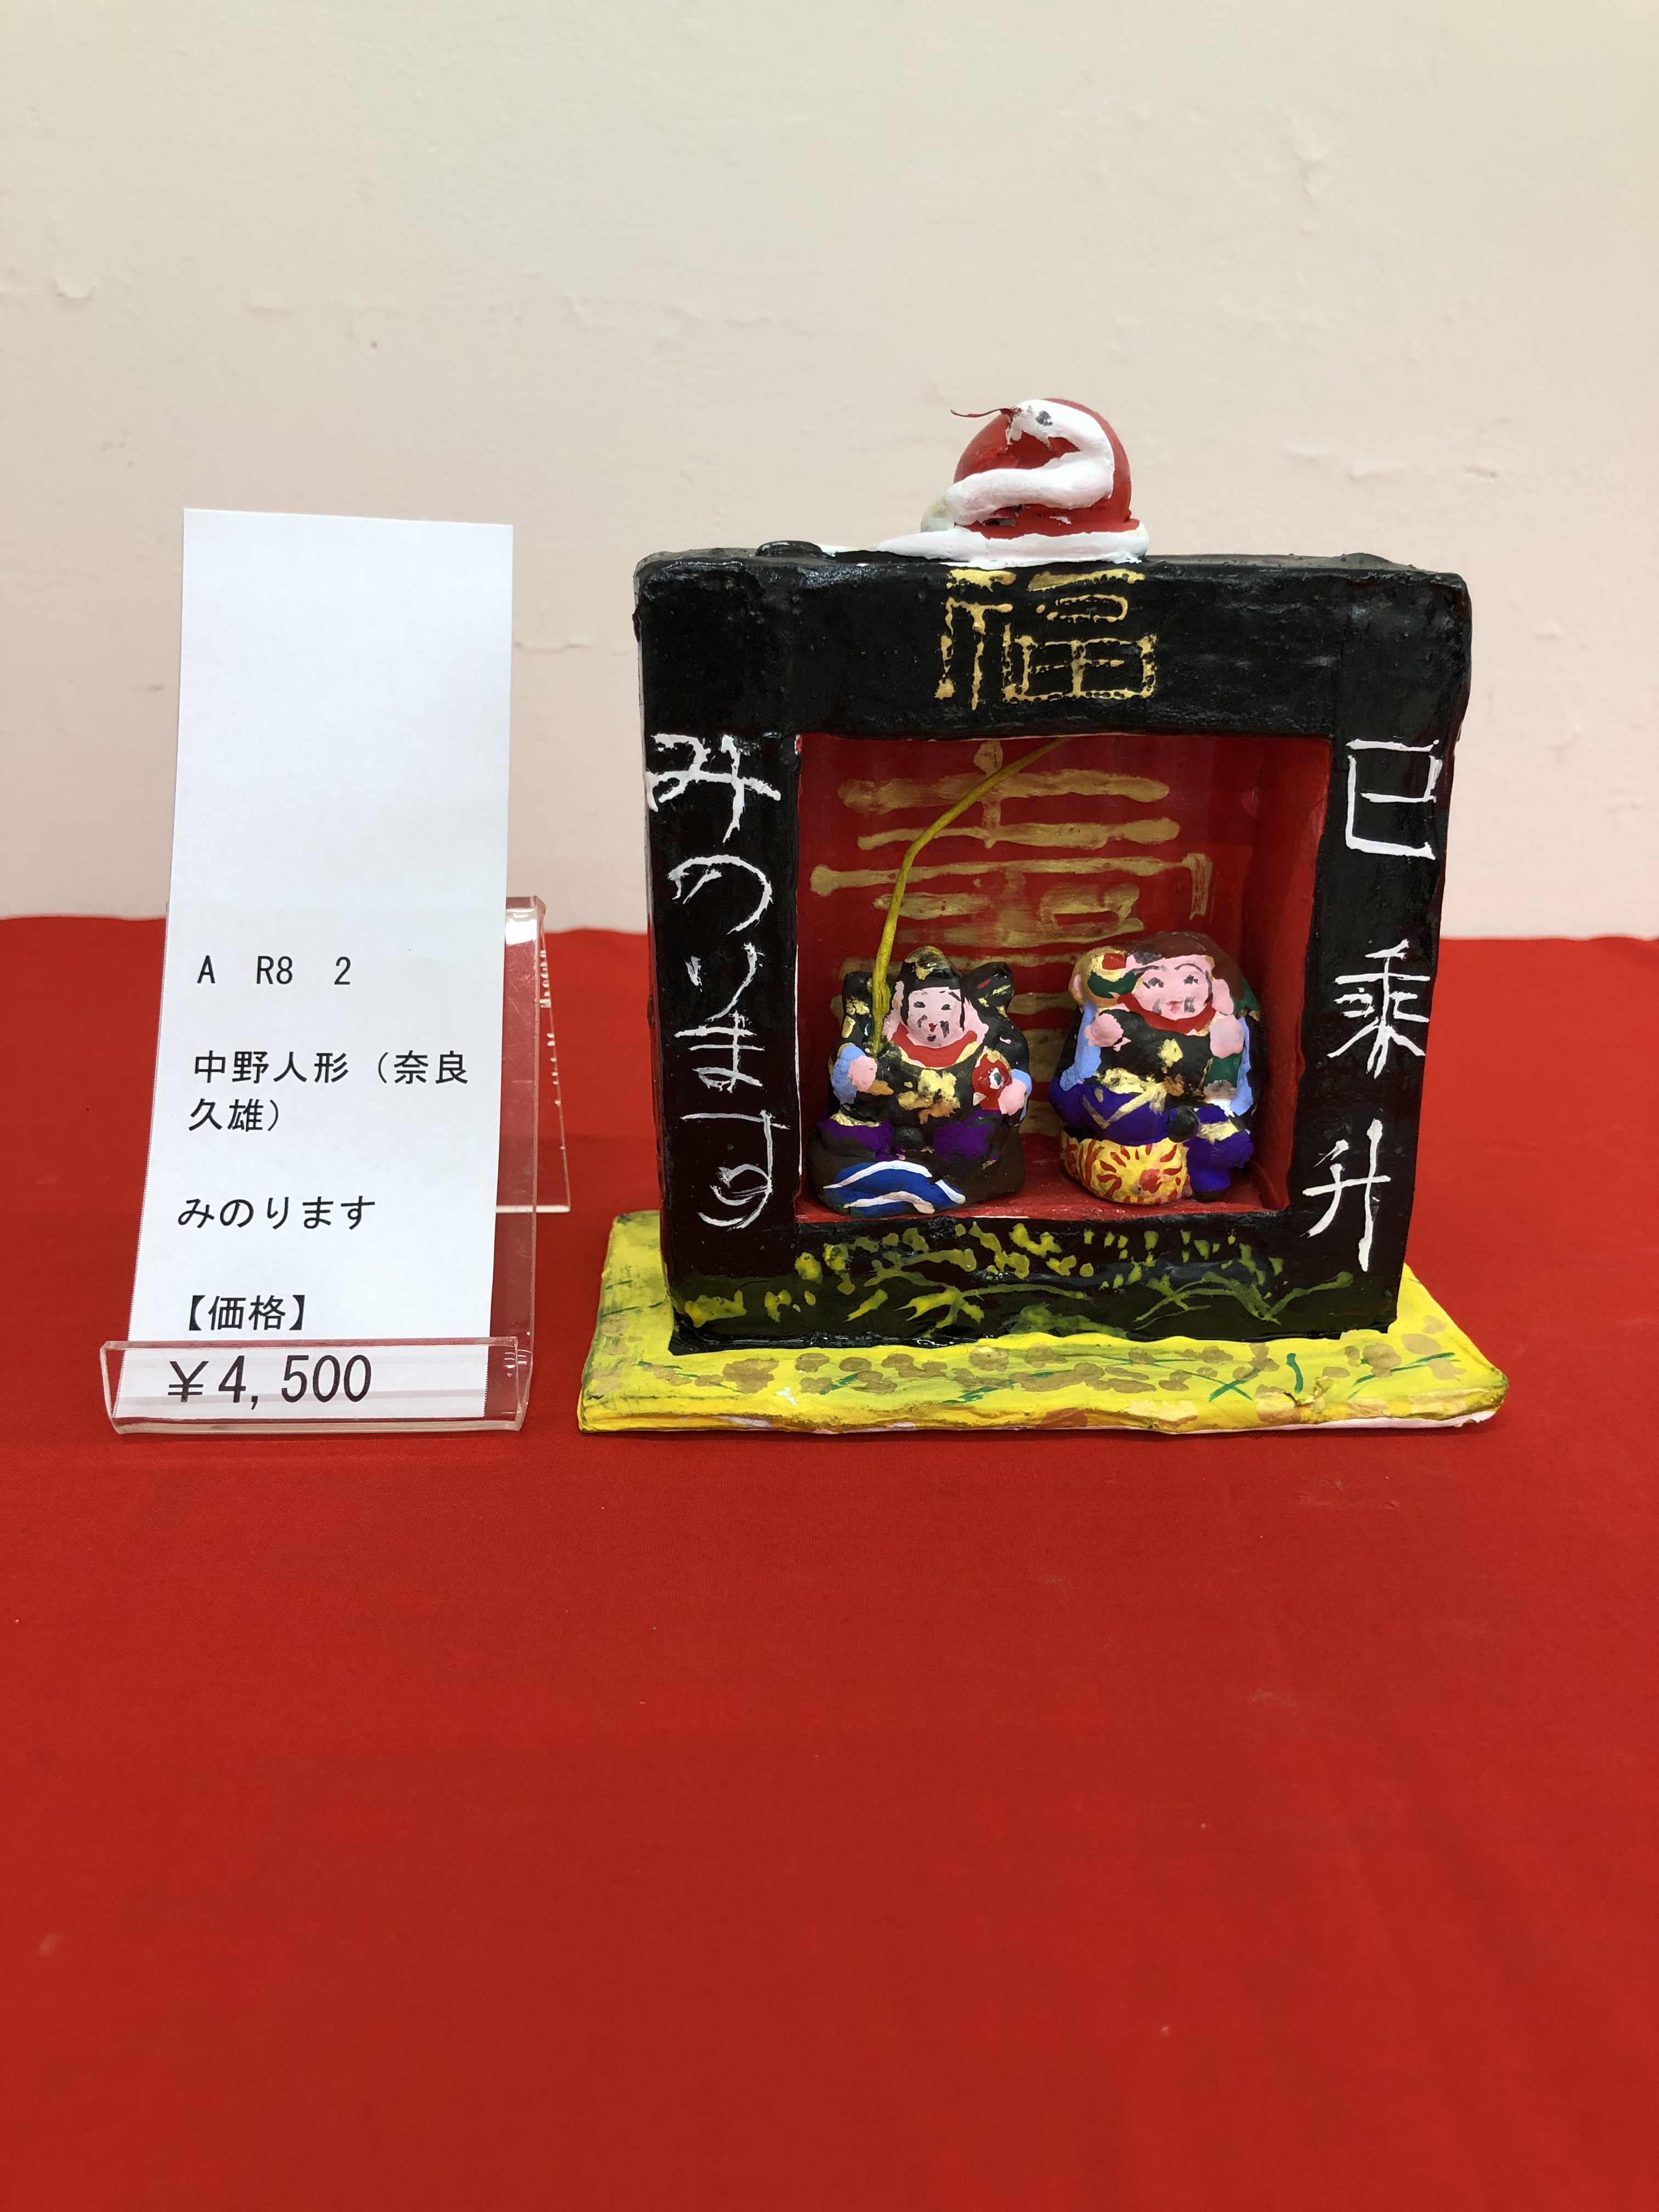 A R8 2
中野人形（奈良
久雄）
みのります
【価格】
¥4,500
福
巳乗升
みのります
寿